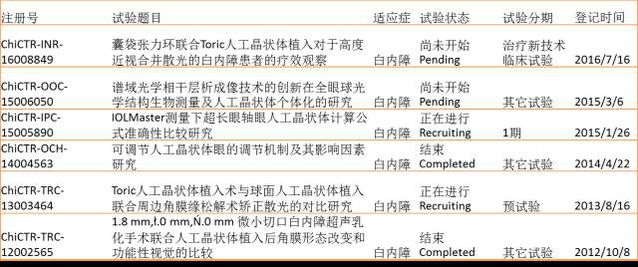 注册号 试验题目 适应症 试验状态 试验分期 登记时间
ChiCTR-INR-16008849 囊袋张力环联合Toric人工晶状体植入对于高度近视合并散光的白内障患者的疗效观察 白内障 尚未开始 Pending 治疗新技术临床试验 2016/7/16
ChiCTR-OOC-15006050 谱域光学相干层析成像技术的创新在全眼球光学结构生物测量及人工晶状体个体化的研究 白内障 尚未开始 Pending 其它试验 2015/3/6
ChiCTR-IPC-15005890 IOLMaster测量下超长眼轴眼人工晶状体计算公式准确性比较研究 白内障 正在进行 Recruiting 1期 2015/1/26
ChiCTR-OCH-14004563 可调节人工晶状体眼的调节机制及其影响因素研究 白内障 结束 Completed 其它试验 2014/4/22
ChiCTR-TRC-13003464 Toric人工晶状体植入术与球面人工晶状体植入联合周边角膜缘松解术矫正散光的对比研究 白内障 正在进行 Recruiting 预试验 2013/8/16
ChiCTR-TRC-12002565 1.8 mm,f.0 mm,Ń.0 mm 微小切口白内障超声乳化手术联合人工晶状体植入后角膜形态改变和功能性视觉的比较 白内障 结束 Completed 其它试验 2012/10/8